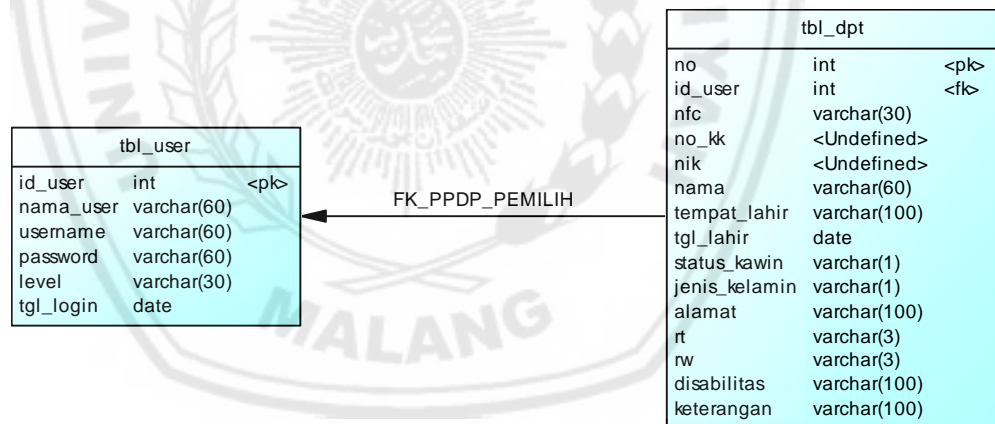 tbl_user
id_user int <pk>
nama_user varchar(60)
username varchar(60)
password varchar(60)
level varchar(30)
tgl_login date
FK_PPDP_PEMILIH
tbl_dpt
no int <pk>
id_user int <fk>
nfc varchar(30)
no_kk <Undefined>
nik <Undefined>
nama varchar(60)
tempat_lahir varchar(100)
tgl_lahir date
status_kawin varchar(1)
jenis_kelamin varchar(1)
alamat varchar(100)
rt varchar(3)
rw varchar(3)
disabilitas varchar(100)
keterangan varchar(100)
MALANG